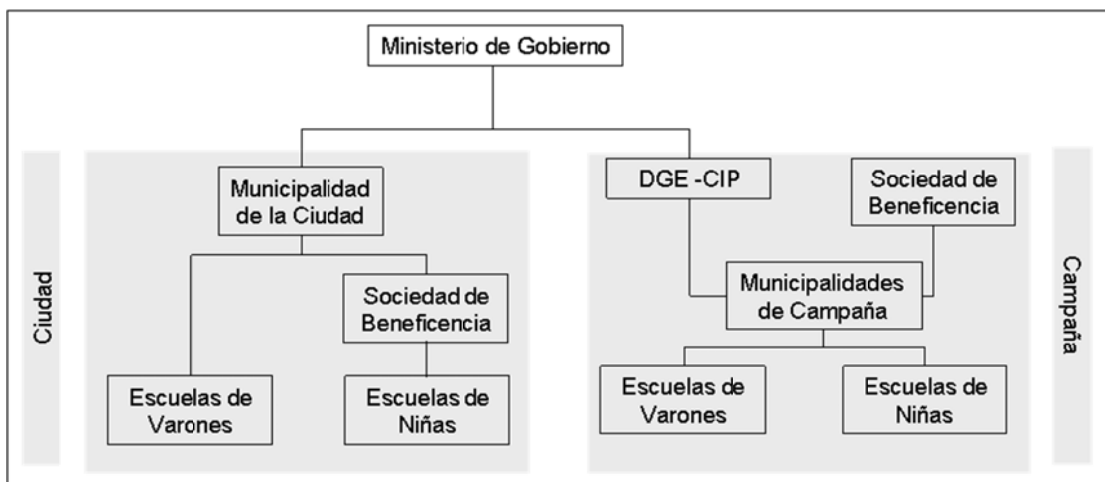 Ministerio de Gobierno
Ciudad
Municipalidad
de la Ciudad
Sociedad de
Beneficencia
Escuelas de
Varones
Escuelas de
Niñas
DGE -CIP
Sociedad de
Beneficencia
Municipalidades
de Campaña
Escuelas de
Varones
Escuelas de
Niñas
Campaña